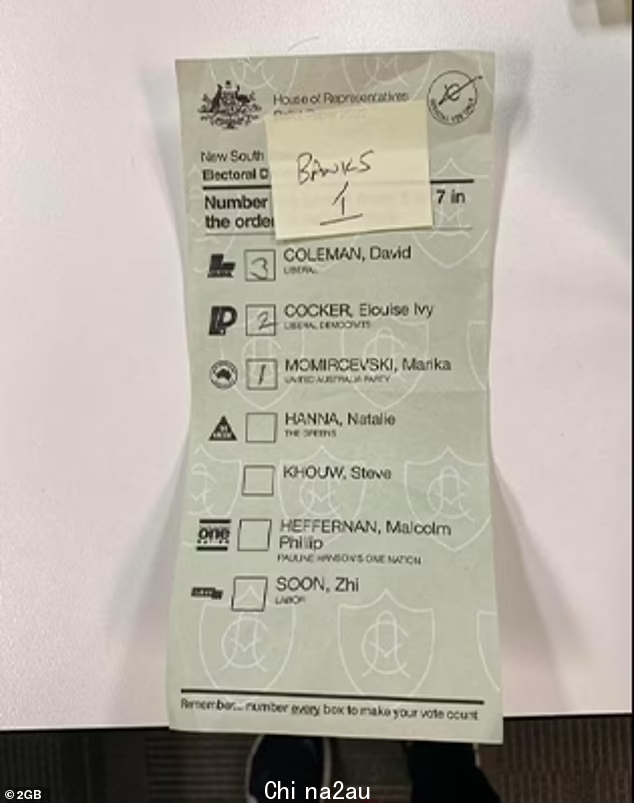 House of Representatives
BANKS
1
New South
Electoral D
Number
7 in
the orde
3
COLEMAN, David
LIBERAL
2
COCKER, Elouise Ivy
LIBERAL DEMOCRATS
1
MOMIRCEVSKI, Marika
UNITED AUSTRALIA PARTY
HANNA, Natalie
THE GREENS
KHOUW, Steve
one
HEFFERNAN, Malcolm
Phillip
PAULINE HANSON'S ONE NATION
SOON, Zhi
LABOR
Remember... number every box to make your vote count
© 2GB
Chi na2au